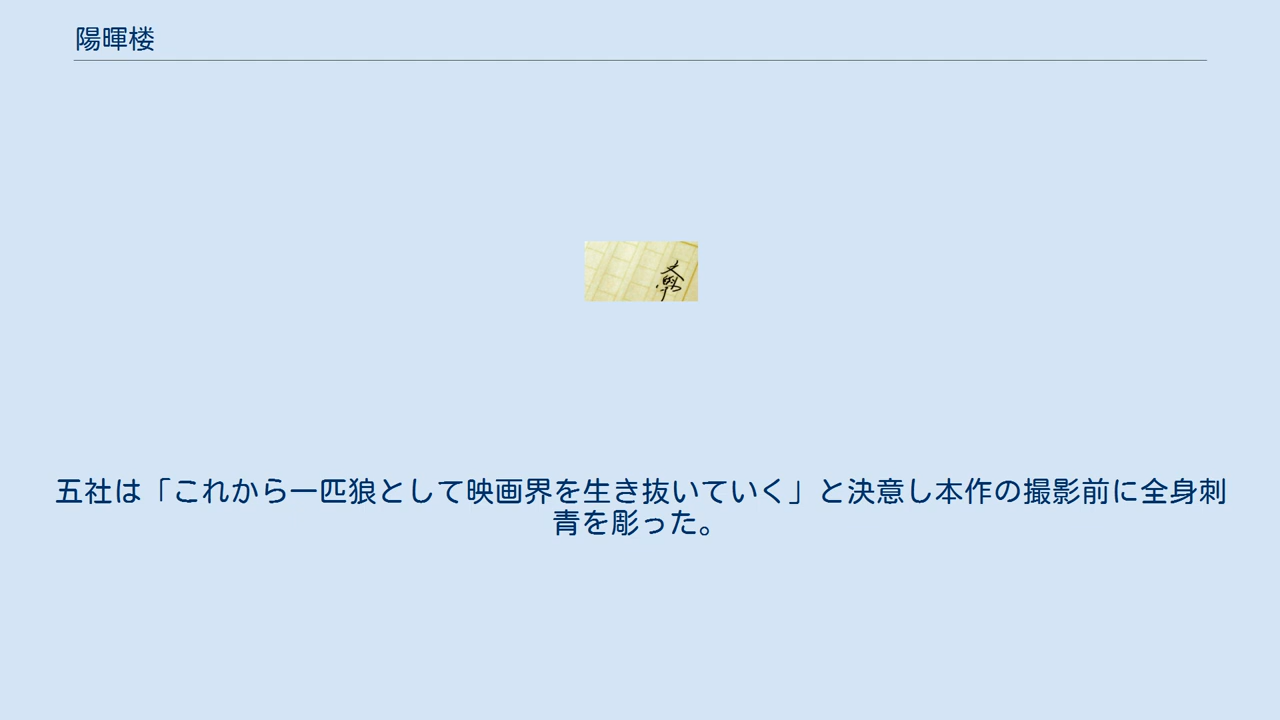 陽暉楼
五社は「これから一匹狼として映画界を生き抜いていく」と決意し本作の撮影前に全身刺
青を彫った。